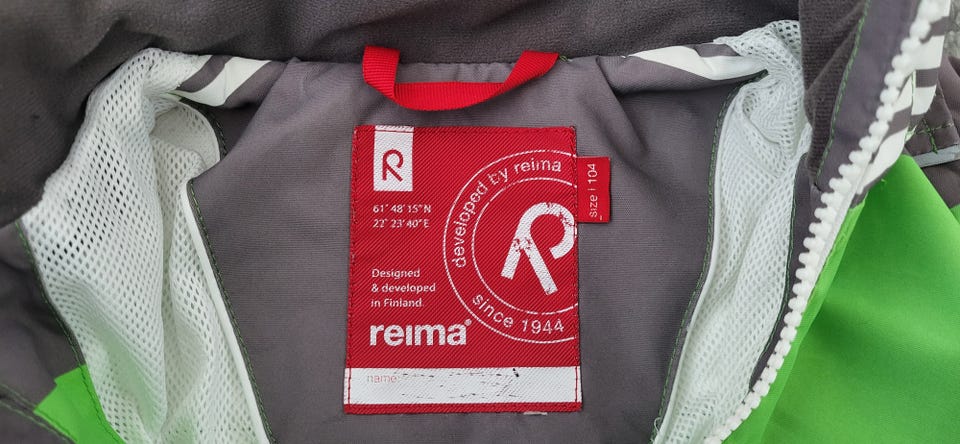 61° 48' 15" N
22° 23' 40" E
Designed
& developed
in Finland.
reima®
developed by reima
since 1944
size | 104
name: